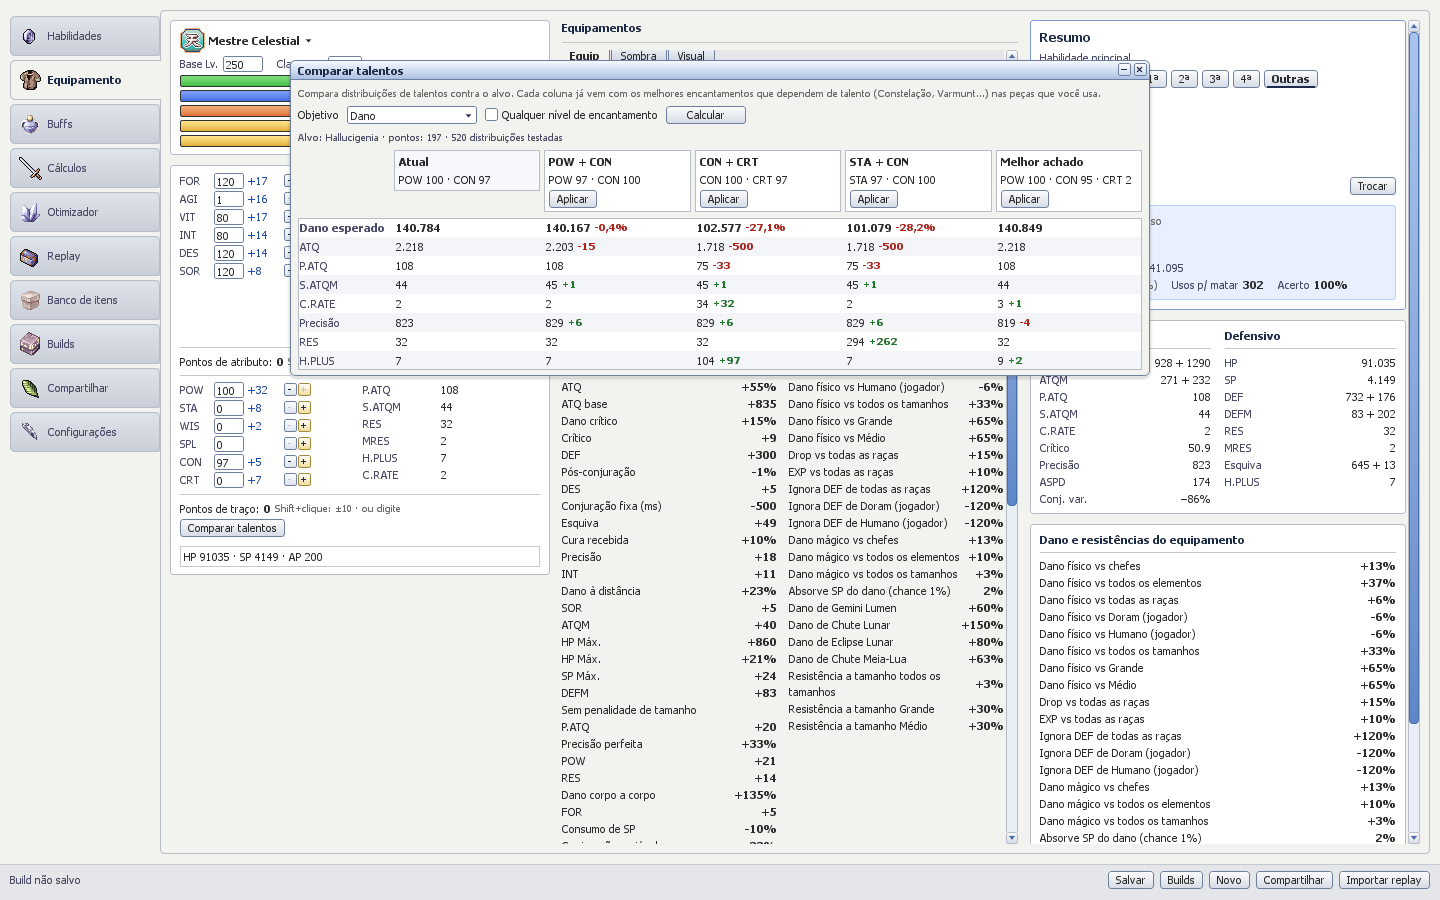 Habilidades
Equipamento
Buffs
Cálculos
Otimizador
Replay
Banco de itens
Builds
Compartilhar
Configurações
Mestre Celestial
Base Lv. 250 Cla
FOR 120 +17
AGI 1 +16
VIT 80 +17
INT 80 +14
DES 120 +14
SOR 120 +8
Pontos de atributo: 0
POW 100 +32 - +
STA 0 +8 - +
WIS 0 +2 - +
SPL 0 - +
CON 97 +5 - +
CRT 0 +7 - +
P.ATQ 108
S.ATQM 44
RES 32
MRES 2
H.PLUS 7
C.RATE 2
Pontos de traço: 0 Shift+clique: ±10 · ou digite
Comparar talentos
HP 91035 · SP 4149 · AP 200
Equipamentos
Equip Sombra Visual
Comparar talentos
Compara distribuições de talentos contra o alvo. Cada coluna já vem com os melhores encantamentos que dependem de talento (Constelação, Varmunt...) nas peças que você usa.
Objetivo Dano Qualquer nível de encantamento Calcular
Alvo: Hallucigenia · pontos: 197 · 520 distribuições testadas
Atual
POW 100 · CON 97
POW + CON
POW 97 · CON 100
Aplicar
CON + CRT
CON 100 · CRT 97
Aplicar
STA + CON
STA 97 · CON 100
Aplicar
Melhor achado
POW 100 · CON 95 · CRT 2
Aplicar
Dano esperado 140.784 140.167 -0,4% 102.577 -27,1% 101.079 -28,2% 140.849
ATQ 2.218 2.203 -15 1.718 -500 1.718 -500 2.218
P.ATQ 108 108 75 -33 75 -33 108
S.ATQM 44 45 +1 45 +1 45 +1 44
C.RATE 2 2 34 +32 2 3 +1
Precisão 823 829 +6 829 +6 829 +6 819 -4
RES 32 32 32 294 +262 32
H.PLUS 7 7 104 +97 7 9 +2
ATQ +55%
ATQ base +835
Dano crítico +15%
Crítico +9
DEF +300
Pós-conjuração -1%
DES +5
Conjuração fixa (ms) -500
Esquiva +49
Cura recebida +10%
Precisão +18
INT +11
Dano à distância +23%
SOR +5
ATQM +40
HP Máx. +860
HP Máx. +21%
SP Máx. +24
DEFM +83
Sem penalidade de tamanho
P.ATQ +20
Precisão perfeita +33%
POW +21
RES +14
Dano corpo a corpo +135%
FOR +5
Consumo de SP -10%
Dano físico vs Humano (jogador) -6%
Dano físico vs todos os tamanhos +33%
Dano físico vs Grande +65%
Dano físico vs Médio +65%
Drop vs todas as raças +15%
EXP vs todas as raças +10%
Ignora DEF de todas as raças +120%
Ignora DEF de Doram (jogador) -120%
Ignora DEF de Humano (jogador) -120%
Dano mágico vs chefes +13%
Dano mágico vs todos os elementos +10%
Dano mágico vs todos os tamanhos +3%
Absorve SP do dano (chance 1%) 2%
Dano de Gemini Lumen +60%
Dano de Chute Lunar +150%
Dano de Eclipse Lunar +80%
Dano de Chute Meia-Lua +63%
Resistência a tamanho todos os tamanhos +3%
Resistência a tamanho Grande +30%
Resistência a tamanho Médio +30%
Resumo
Habilidade principal
1ª 2ª 3ª 4ª Outras
Trocar
so
41.095
%) Usos p/ matar 302 Acerto 100%
928 + 1290
ATQM 271 + 232
P.ATQ 108
S.ATQM 44
C.RATE 2
Crítico 50.9
Precisão 823
ASPD 174
Conj. var. −86%
Defensivo
HP 91.035
SP 4.149
DEF 732 + 176
DEFM 83 + 202
RES 32
MRES 2
Esquiva 645 + 13
H.PLUS 7
Dano e resistências do equipamento
Dano físico vs chefes +13%
Dano físico vs todos os elementos +37%
Dano físico vs todas as raças +6%
Dano físico vs Doram (jogador) -6%
Dano físico vs Humano (jogador) -6%
Dano físico vs todos os tamanhos +33%
Dano físico vs Grande +65%
Dano físico vs Médio +65%
Drop vs todas as raças +15%
EXP vs todas as raças +10%
Ignora DEF de todas as raças +120%
Ignora DEF de Doram (jogador) -120%
Ignora DEF de Humano (jogador) -120%
Dano mágico vs chefes +13%
Dano mágico vs todos os elementos +10%
Dano mágico vs todos os tamanhos +3%
Absorve SP do dano (chance 1%) 2%
Build não salvo
Salvar Builds Novo Compartilhar Importar replay